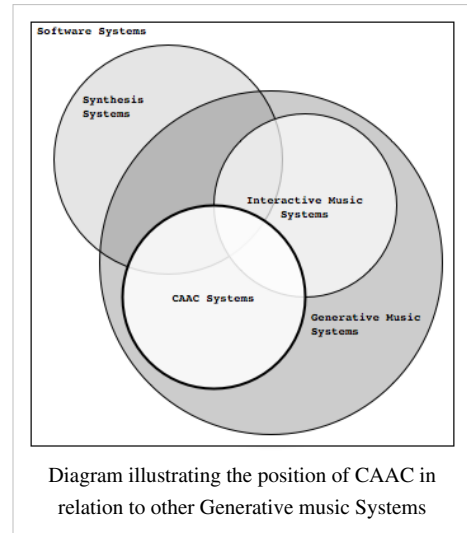 Software Systems
Synthesis
Systems
Interactive Music
Systems
CAAC Systems
Generative Music
Systems
Diagram illustrating the position of CAAC in
relation to other Generative music Systems